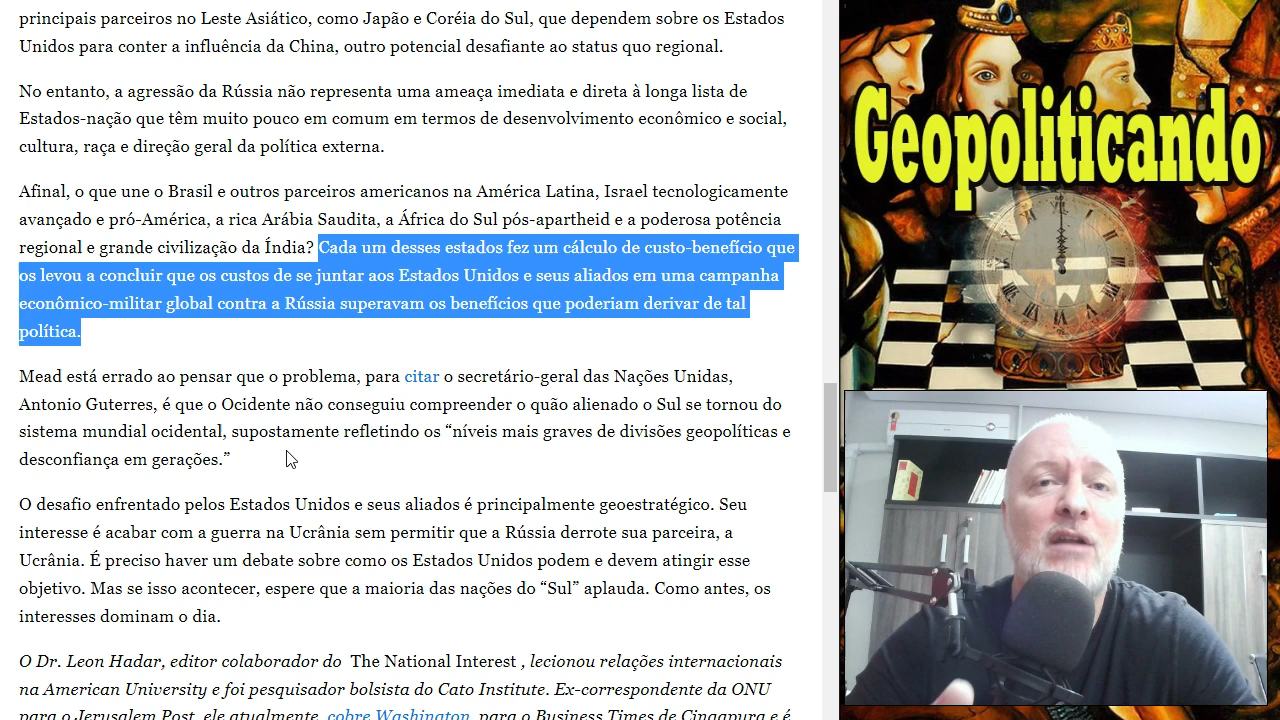 principais parceiros no Leste Asiático, como Japão e Coréia do Sul, que dependem sobre os Estados
Unidos para conter a influência da China, outro potencial desafiante ao status quo regional.
No entanto, a agressão da Rússia não representa uma ameaça imediata e direta à longa lista de
Estados-nação que têm muito pouco em comum em termos de desenvolvimento econômico e social,
cultura, raça e direção geral da política externa.
Afinal, o que une o Brasil e outros parceiros americanos na América Latina, Israel tecnologicamente
avançado e pró-América, a rica Arábia Saudita, a África do Sul pós-apartheid e a poderosa potência
regional e grande civilização da Índia? Cada um desses estados fez um cálculo de custo-benefício que
os levou a concluir que os custos de se juntar aos Estados Unidos e seus aliados em uma campanha
econômico-militar global contra a Rússia superavam os benefícios que poderiam derivar de tal
política.
Mead está errado ao pensar que o problema, para citar o secretário-geral das Nações Unidas,
Antonio Guterres, é que o Ocidente não conseguiu compreender o quão alienado o Sul se tornou do
sistema mundial ocidental, supostamente refletindo os “níveis mais graves de divisões geopolíticas e
desconfiança em gerações.”
O desafio enfrentado pelos Estados Unidos e seus aliados é principalmente geoestratégico. Seu
interesse é acabar com a guerra na Ucrânia sem permitir que a Rússia derrote sua parceira, a
Ucrânia. É preciso haver um debate sobre como os Estados Unidos podem e devem atingir esse
objetivo. Mas se isso acontecer, espere que a maioria das nações do “Sul” aplauda. Como antes, os
interesses dominam o dia.
O Dr. Leon Hadar, editor colaborador do The National Interest , lecionou relações internacionais
na American University e foi pesquisador bolsista do Cato Institute. Ex-correspondente da ONU
para o Jerusalem Post, ele atualmente cobre Washington para o Business Times de Cingapura e é
Geopoliticando